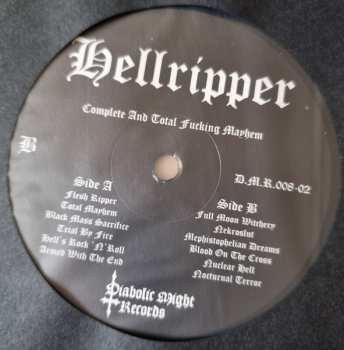 Hellripper
Complete And Total Fucking Mayhem
B
D.M.R.008-02
Side A
Flesh Ripper
Total Mayhem
Black Mass Sacrifice
Trial By Fire
Hell's Rock 'N'Roll
Armed With The End
Side B
Full Moon Witchery
Nekroslut
Mephistophelian Dreams
Blood On The Cross
Nuclear Hell
Nocturnal Terror
Diabolic Might
Records